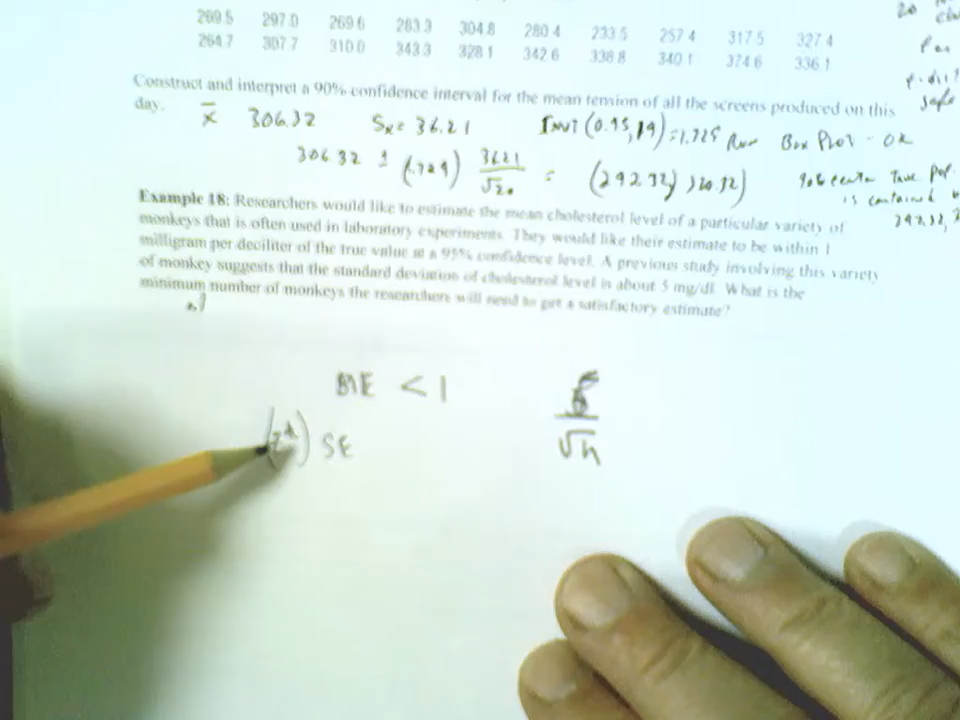 269.5 297.0 269.6 283.3 304.8 280.4 233.5 257.4 317.5 327.4
264.7 307.7 310.0 343.3 328.1 342.6 338.8 340.1 374.6 336.1
20
Construct and interpret a 90% confidence interval for the mean tension of all the screens produced on this
day. x̄ 306.32 Sx= 36.21 InvT (0.95,19) = 1.729 Box Plot - OK
306.32 ± (1.729) 36.21/√20 = (292.32, 320.32)
is contained
Example 18: Researchers would like to estimate the mean cholesterol level of a particular variety of
monkeys that is often used in laboratory experiments. They would like their estimate to be within 1
milligram per deciliter of the true value at a 95% confidence level. A previous study involving this variety
of monkey suggests that the standard deviation of cholesterol level is about 5 mg/dl. What is the
minimum number of monkeys the researchers will need to get a satisfactory estimate?
ME < 1
(z*) SE
√n